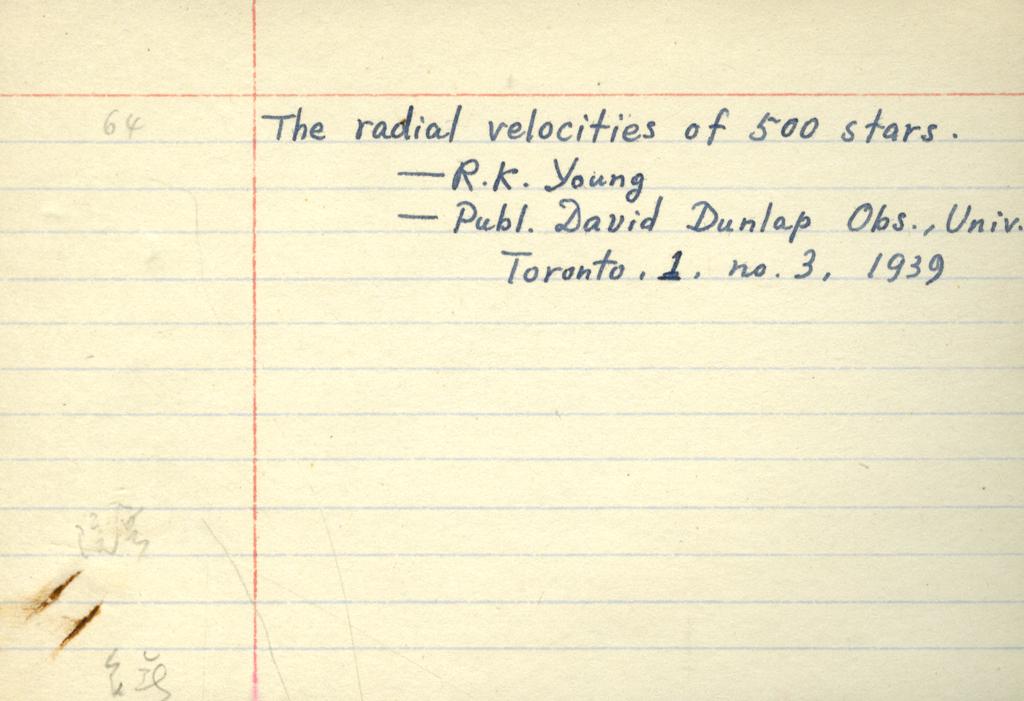 64
The radial velocities of 500 stars.
— R.K. Young
— Publ. David Dunlap Obs., Univ.
Toronto. 1. no. 3, 1939